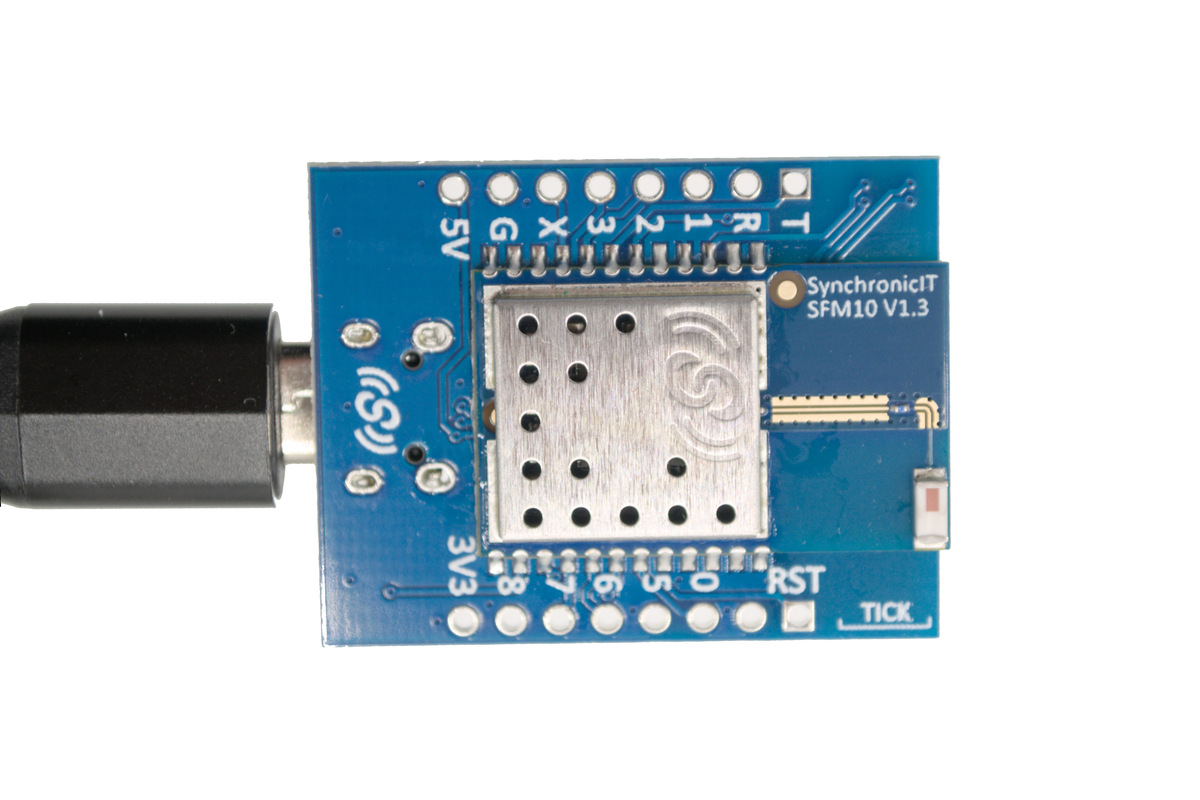 5V G X 3 2 1 R T
SynchronicIT
SFM10 V1.3
S
3V3 8 7 6 5 0 RST
TICK